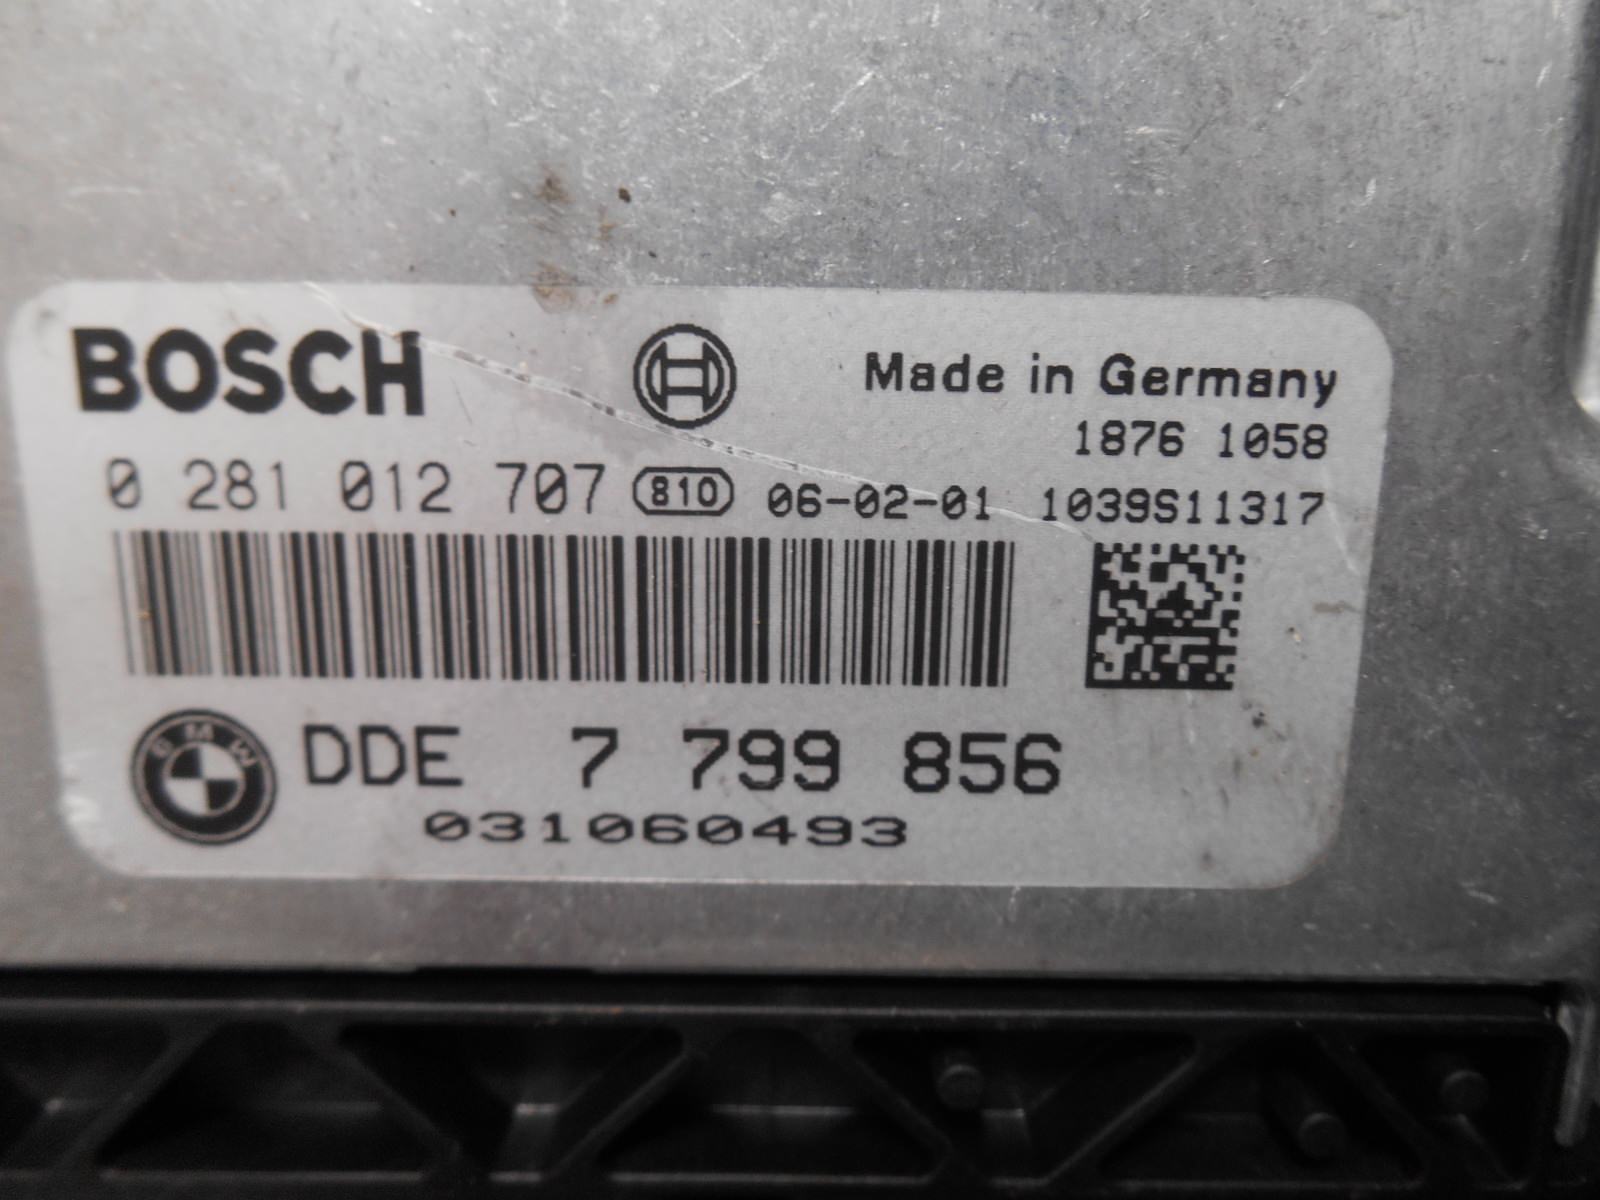 BOSCH
Made in Germany
1876 1058
0 281 012 707 810 06-02-01 1039S11317
BMW
DDE 7 799 856
031060493